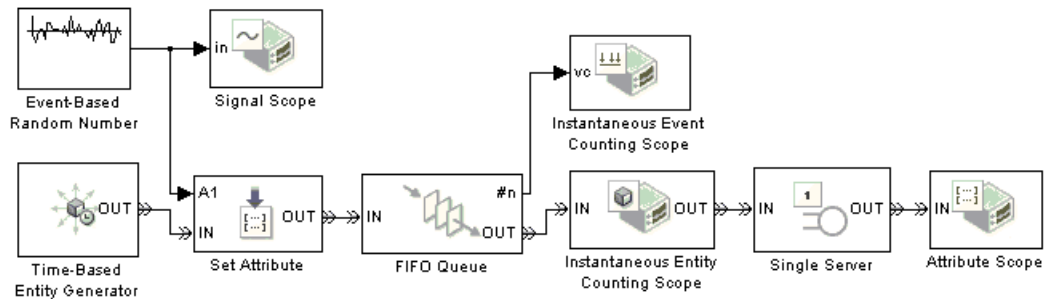 in
Event-Based
Random Number
Signal Scope
vc
Instantaneous Event
Counting Scope
OUT
Time-Based
Entity Generator
A1
IN
OUT
Set Attribute
IN
#n
OUT
FIFO Queue
IN
OUT
Instantaneous Entity
Counting Scope
IN
1
OUT
Single Server
IN
Attribute Scope